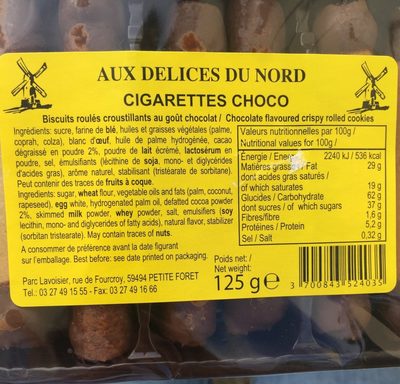 AUX DELICES DU NORD
CIGARETTES CHOCO
Biscuits roulés croustillants au goût chocolat / Chocolate flavoured crispy rolled cookies
Ingrédients: sucre, farine de blé, huiles et graisses végétales (palme,
coprah, colza), blanc d'œuf, huile de palme hydrogénée, cacao
dégraissé en poudre 2%, poudre de lait écrémé, lactosérum en
poudre, sel, émulsifiants (lécithine de soja, mono- et diglycérides
d'acides gras), arôme naturel, stabilisant (tristéarate de sorbitane).
Peut contenir des traces de fruits à coque.
Ingredients: sugar, wheat flour, vegetable oils and fats (palm, coconut,
rapeseed), egg white, hydrogenated palm oil, defatted cocoa powder
2%, skimmed milk powder, whey powder, salt, emulsifiers (soy
lecithin, mono- and diglycerides of fatty acids), natural flavor, stabilizer
(sorbitan tristearate). May contain traces of nuts.
A consommer de préférence avant la date figurant
sur l'emballage. Best before: see date printed on packaging.
Parc Lavoisier, rue de Fourcroy, 59494 PETITE FORET
Tel.: 03 27 49 15 55 - Fax: 03 27 49 16 66
Valeurs nutritionnelles par 100g /
Nutritional values for 100g /
Energie / Energy 2240 kJ / 536 kcal
Matières grasses / Fat 29 g
dont acides gras saturés /
of which saturates 19 g
Glucides / Carbohydrate 62 g
dont sucres / of which sugars 37 g
Fibres/fibre 1,6 g
Protéines / Protein 5,2 g
Sel / Salt 0,32 g
Poids net: /
Net weight:
125 g e
3 700843 524035